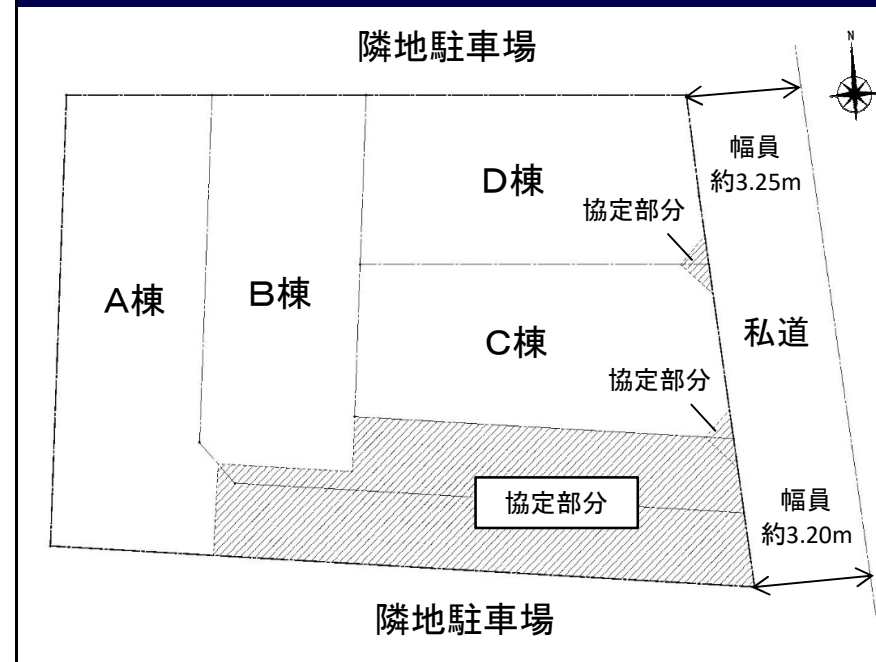 隣地駐車場
N
幅員
約3.25m
D棟
協定部分
A棟
B棟
私道
C棟
協定部分
協定部分
幅員
約3.20m
隣地駐車場